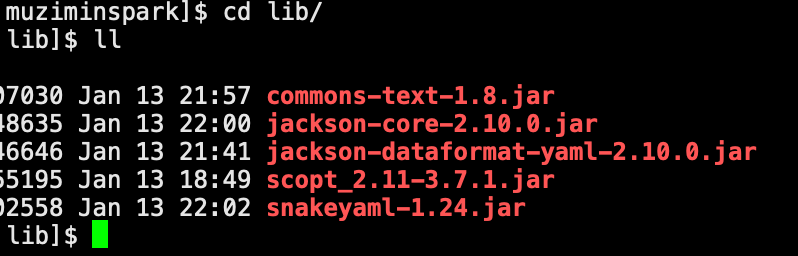 muziminspark]$ cd lib/
lib]$ ll
07030 Jan 13 21:57 commons-text-1.8.jar
48635 Jan 13 22:00 jackson-core-2.10.0.jar
46646 Jan 13 21:41 jackson-dataformat-yaml-2.10.0.jar
55195 Jan 13 18:49 scopt_2.11-3.7.1.jar
02558 Jan 13 22:02 snakeyaml-1.24.jar
lib]$